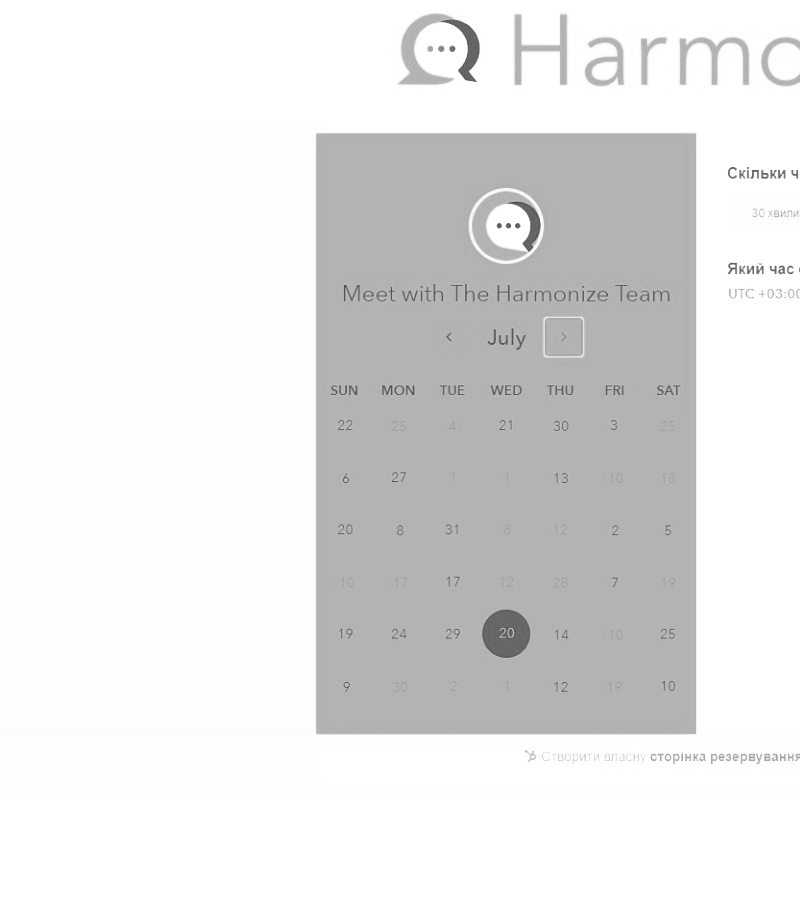 Harmo
Скільки ч
30 хвили
Який час
UTC +03:00
Meet with The Harmonize Team
July
SUN MON TUE WED THU FRI SAT
22 25 4 21 30 3 25
6 27 1 1 13 10 18
20 8 31 8 12 2 5
10 17 17 12 28 7 19
19 24 29 20 14 10 25
9 30 2 1 12 19 10
Створити власну сторінка резервування